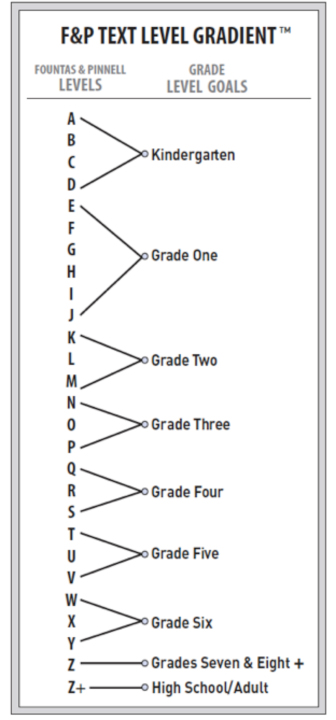 F&P TEXT LEVEL GRADIENT™
FOUNTAS & PINNELL
LEVELS
GRADE
LEVEL GOALS
A
B
C
D
Kindergarten
E
F
G
H
I
J
Grade One
K
L
M
Grade Two
N
O
P
Grade Three
Q
R
S
Grade Four
T
U
V
Grade Five
W
X
Y
Grade Six
Z
Grades Seven & Eight +
Z+
High School/Adult